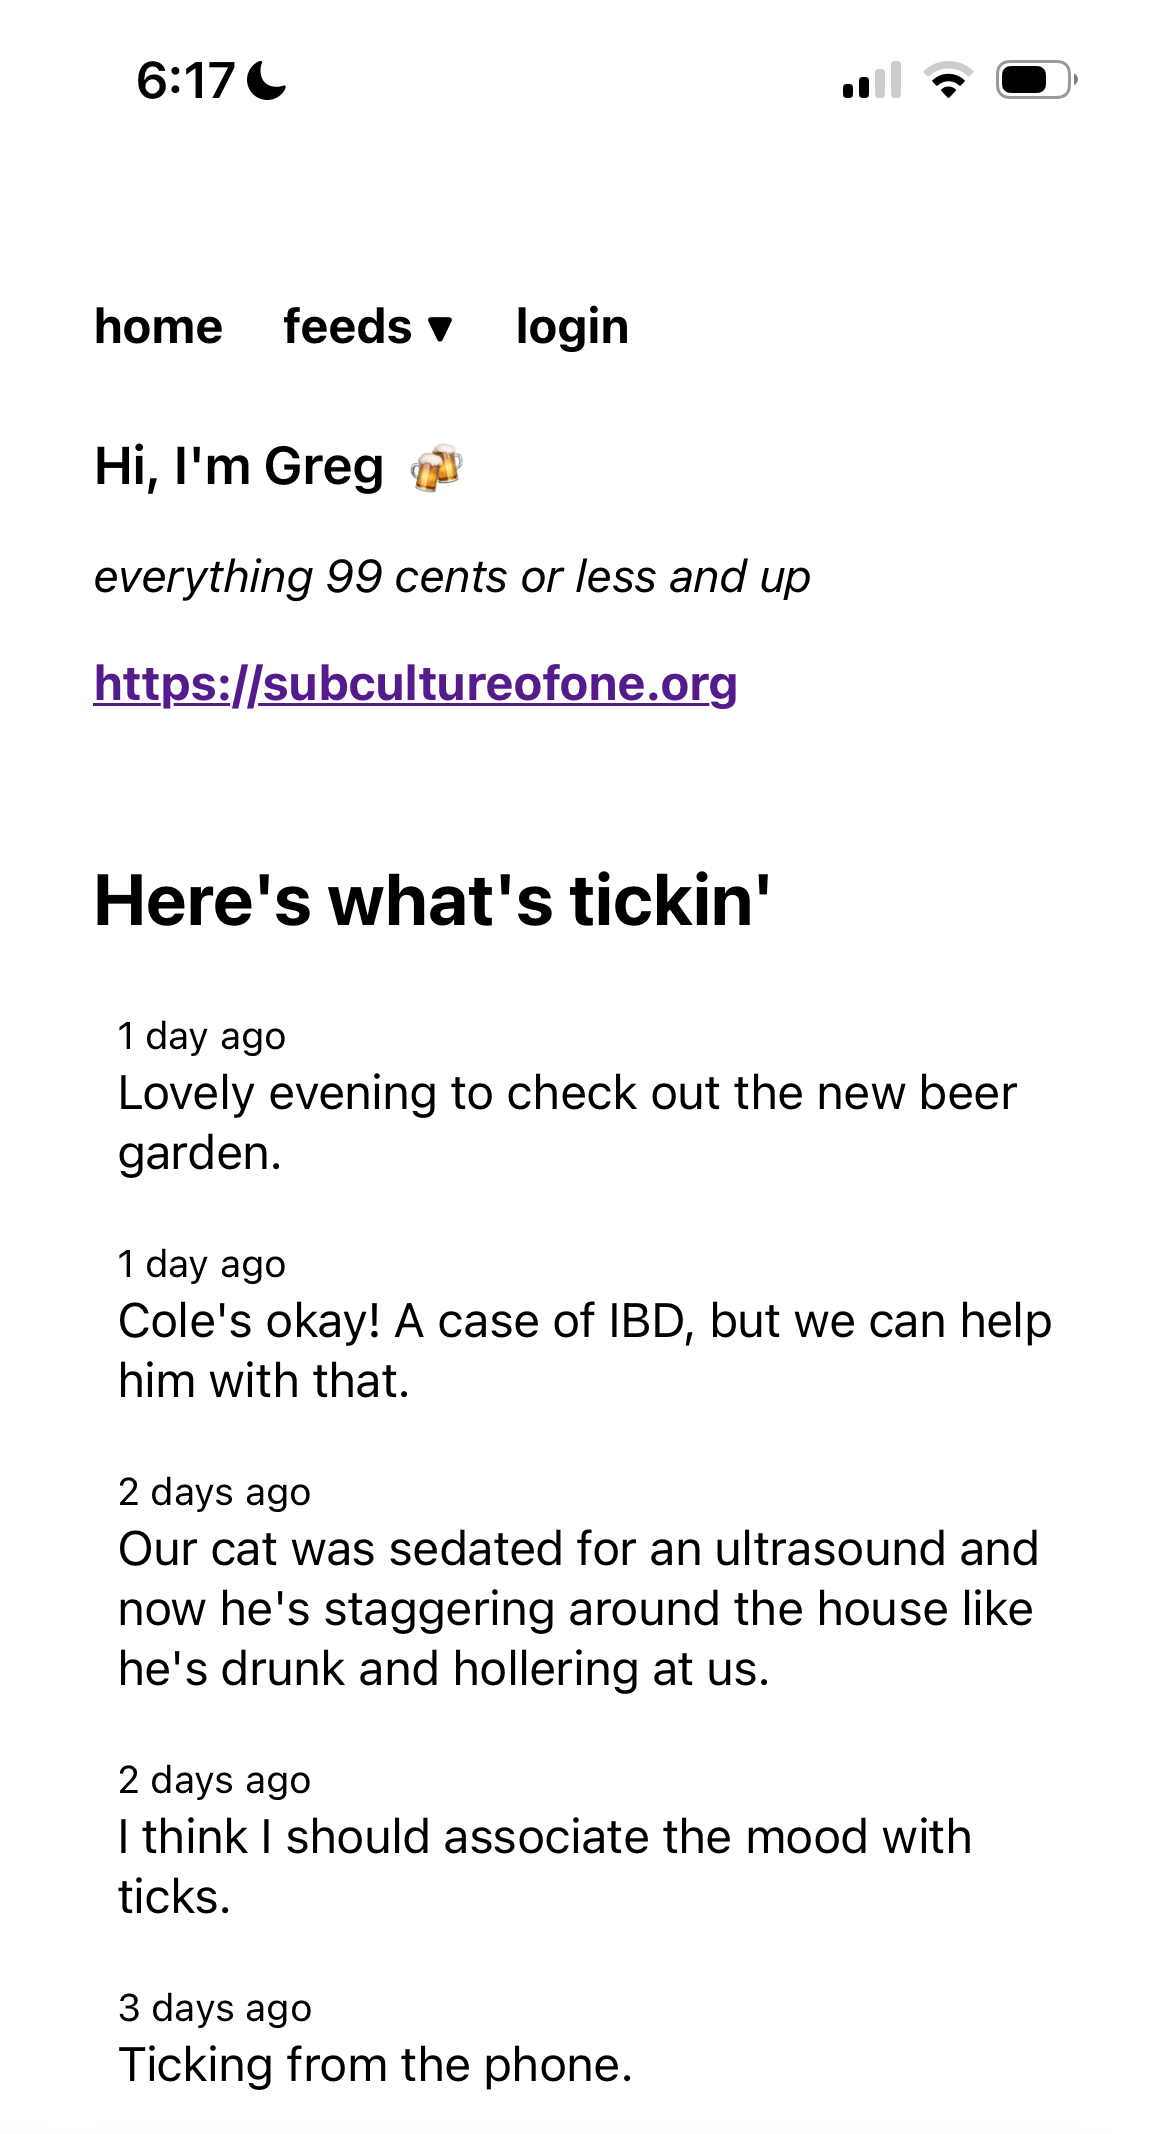 6:17
home feeds ▼ login
Hi, I'm Greg 🍻
everything 99 cents or less and up
https://subcultureofone.org
Here's what's tickin'
1 day ago
Lovely evening to check out the new beer
garden.
1 day ago
Cole's okay! A case of IBD, but we can help
him with that.
2 days ago
Our cat was sedated for an ultrasound and
now he's staggering around the house like
he's drunk and hollering at us.
2 days ago
I think I should associate the mood with
ticks.
3 days ago
Ticking from the phone.